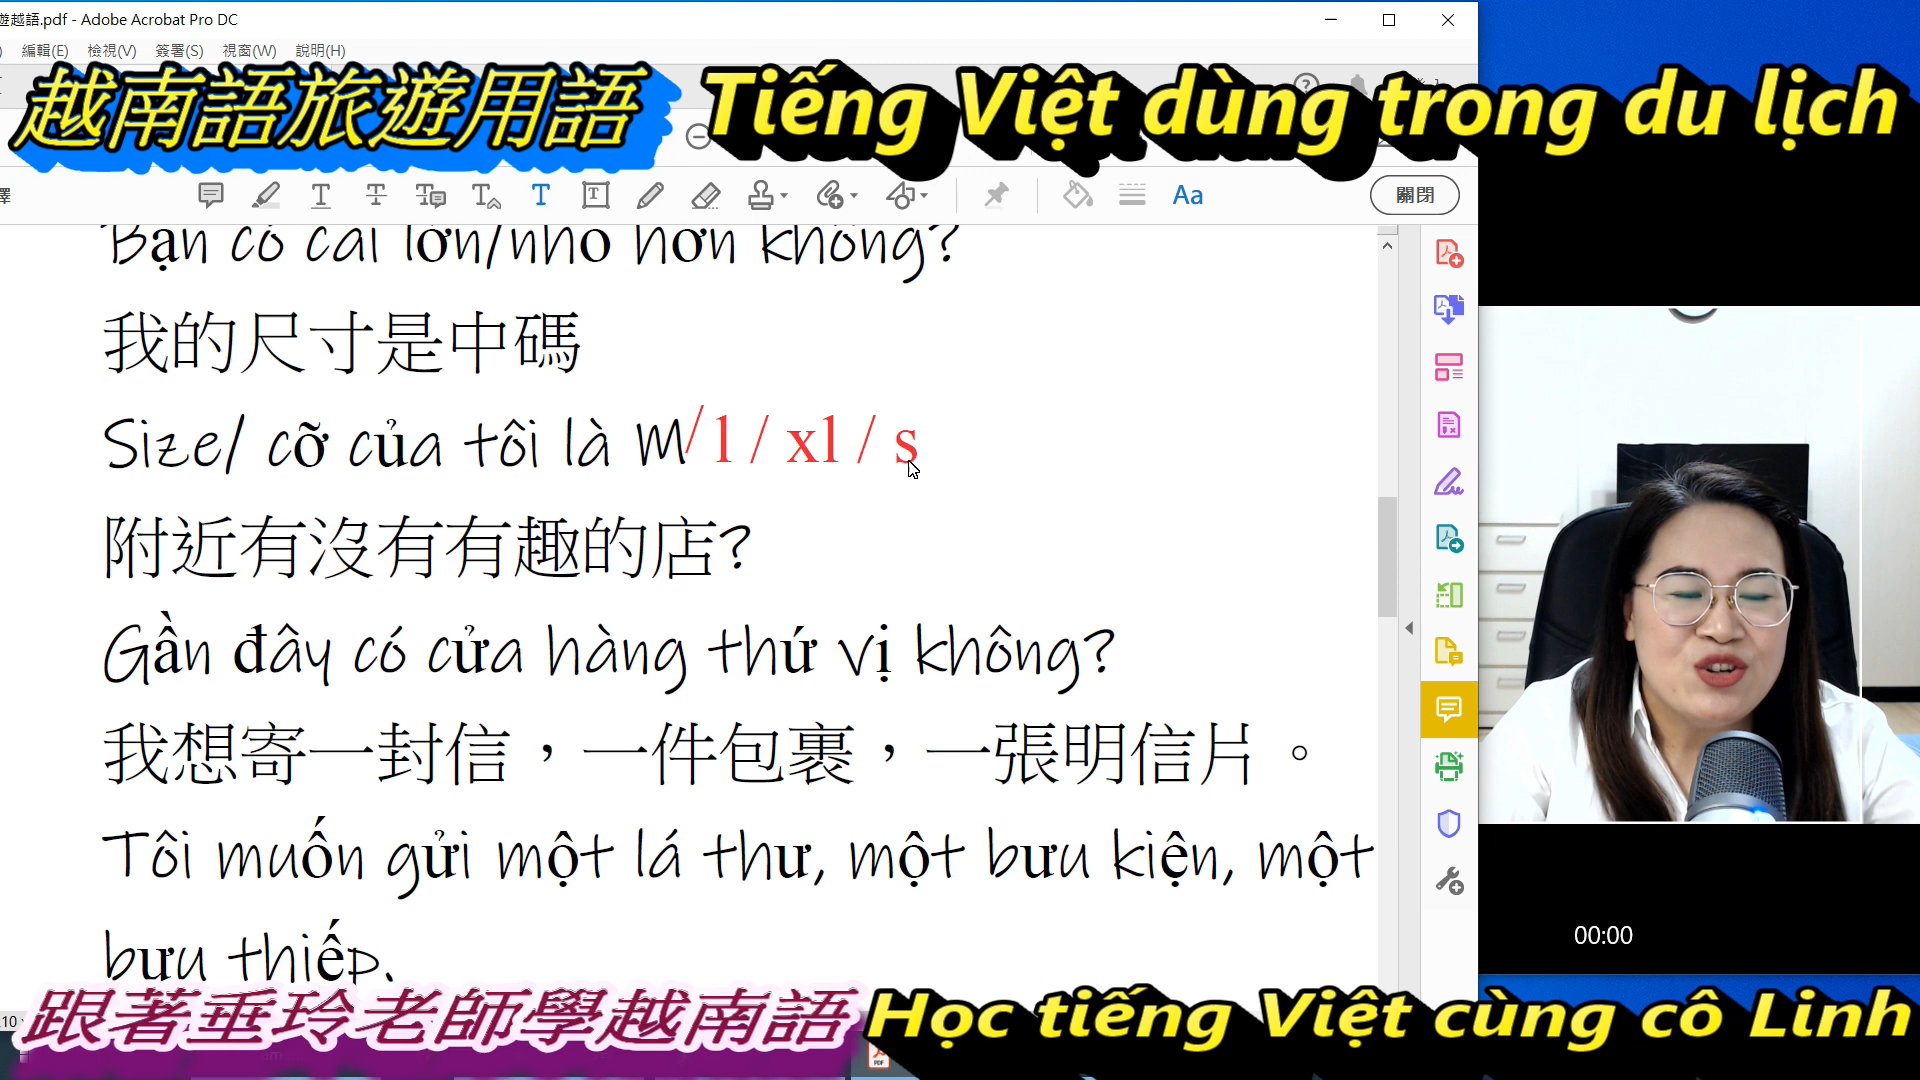 遊越語.pdf - Adobe Acrobat Pro DC
編輯(E) 檢視(V) 簽署(S) 視窗(W) 說明(H)
越南語旅遊用語 Tiếng Việt dùng trong du lịch
Aa 關閉
Bạn có cái lớn/nhỏ hơn không?
我的尺寸是中碼
Size/ cỡ của tôi là M/ l / xl / s
附近有沒有有趣的店?
Gần đây có cửa hàng thứ vị không?
我想寄一封信，一件包裹，一張明信片。
Tôi muốn gửi một lá thư, một bưu kiện, một
bưu thiếp.
00:00
跟著垂玲老師學越南語 Học tiếng Việt cùng cô Linh